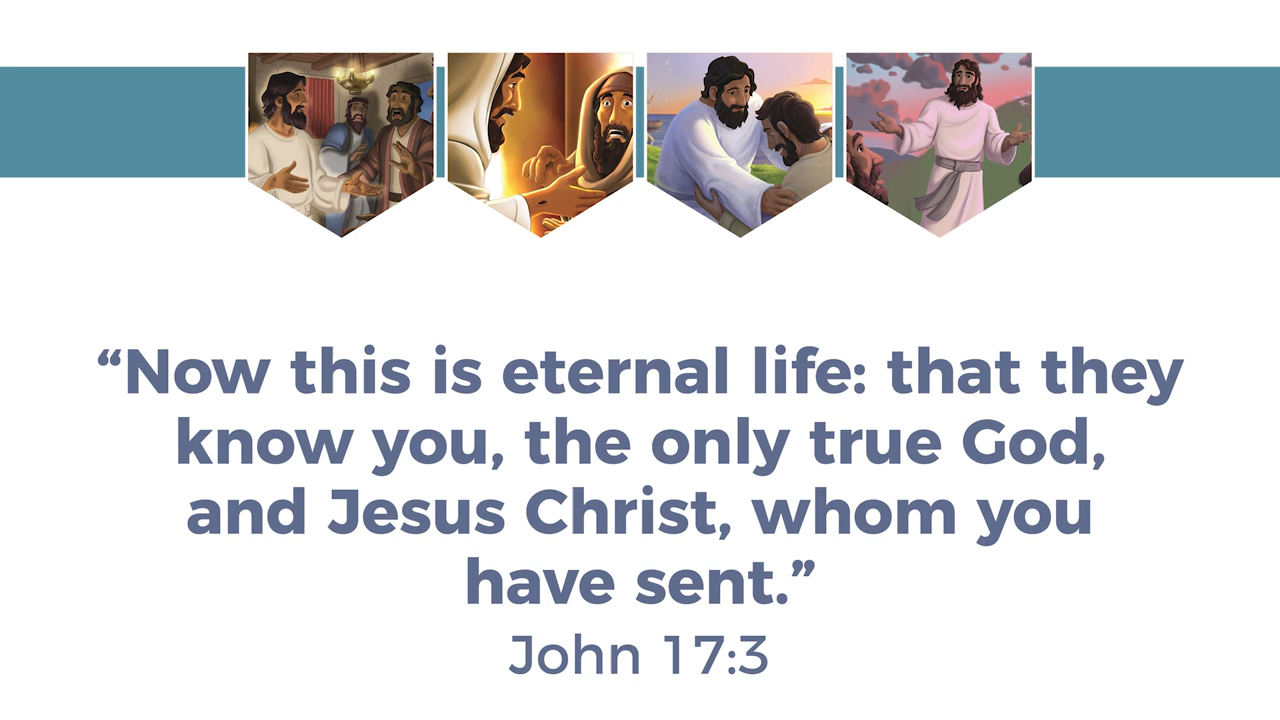 “Now this is eternal life: that they
know you, the only true God,
and Jesus Christ, whom you
have sent.”
John 17:3